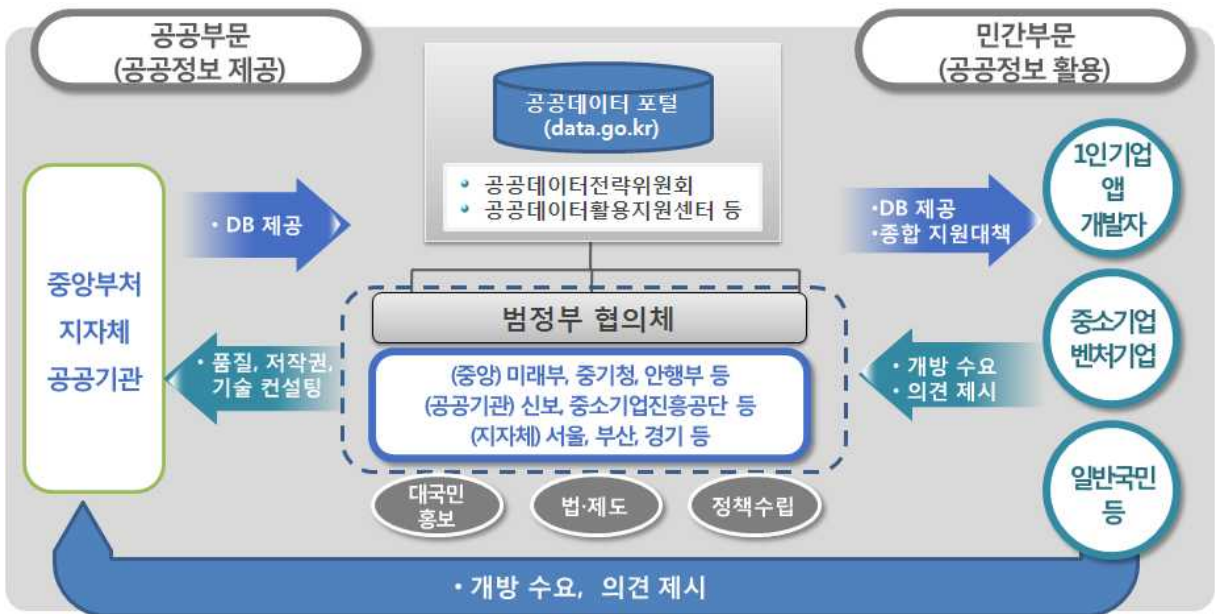 공공부문
(공공정보 제공)
공공데이터 포털
(data.go.kr)
• 공공데이터전략위원회
• 공공데이터활용지원센터 등
민간부문
(공공정보 활용)
중앙부처
지자체
공공기관
• DB 제공
• 품질, 저작권,
기술 컨설팅
범정부 협의체
(중앙) 미래부, 중기청, 안행부 등
(공공기관) 신보, 중소기업진흥공단 등
(지자체) 서울, 부산, 경기 등
대국민
홍보
법·제도
정책수립
•DB 제공
•종합 지원대책
• 개방 수요
• 의견 제시
1인기업
앱
개발자
중소기업
벤처기업
일반국민
등
• 개방 수요, 의견 제시